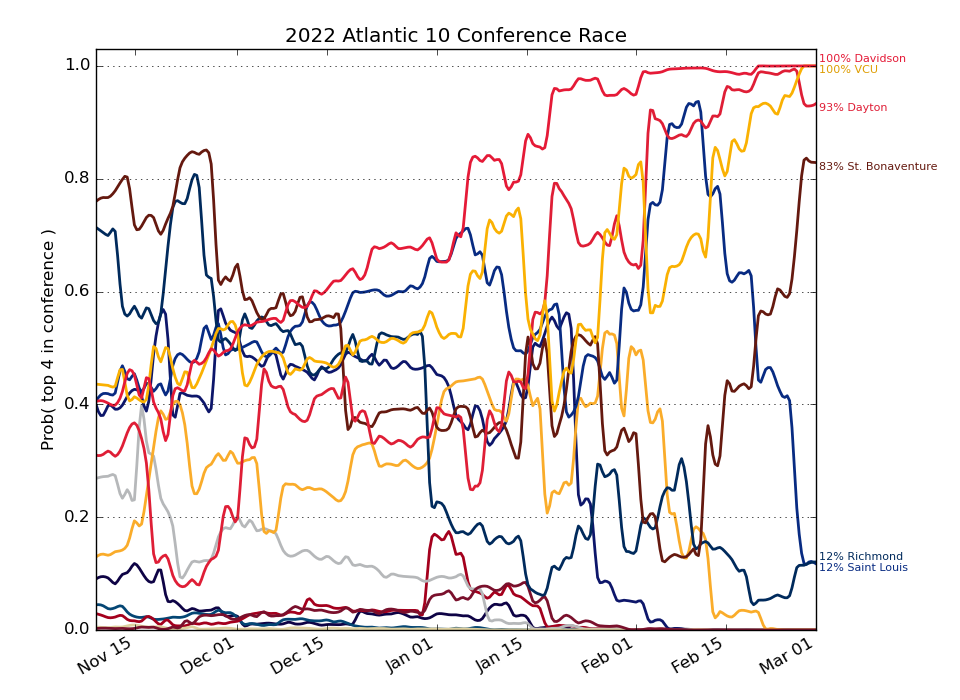 2022 Atlantic 10 Conference Race
Prob( top 4 in conference )
1.0
0.8
0.6
0.4
0.2
0.0
100% Davidson
100% VCU
93% Dayton
83% St. Bonaventure
12% Richmond
12% Saint Louis
Nov 15
Dec 01
Dec 15
Jan 01
Jan 15
Feb 01
Feb 15
Mar 01